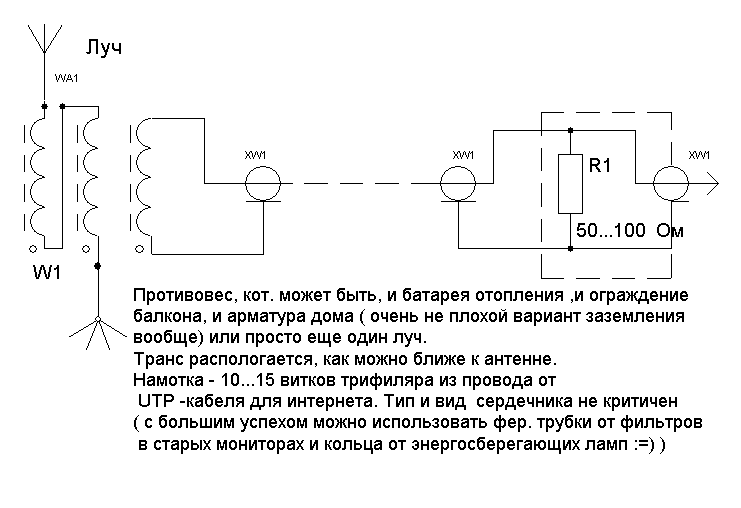 Луч
WA1
XW1
XW1
XW1
R1
50...100 Ом
W1
Противовес, кот. может быть, и батарея отопления ,и ограждение
балкона, и арматура дома ( очень не плохой вариант заземления
вообще) или просто еще один луч.
Транс распологается, как можно ближе к антенне.
Намотка - 10...15 витков трифиляра из провода от
UTP -кабеля для интернета. Тип и вид сердечника не критичен
( с большим успехом можно использовать фер. трубки от фильтров
в старых мониторах и кольца от энергосберегающих ламп :=) )